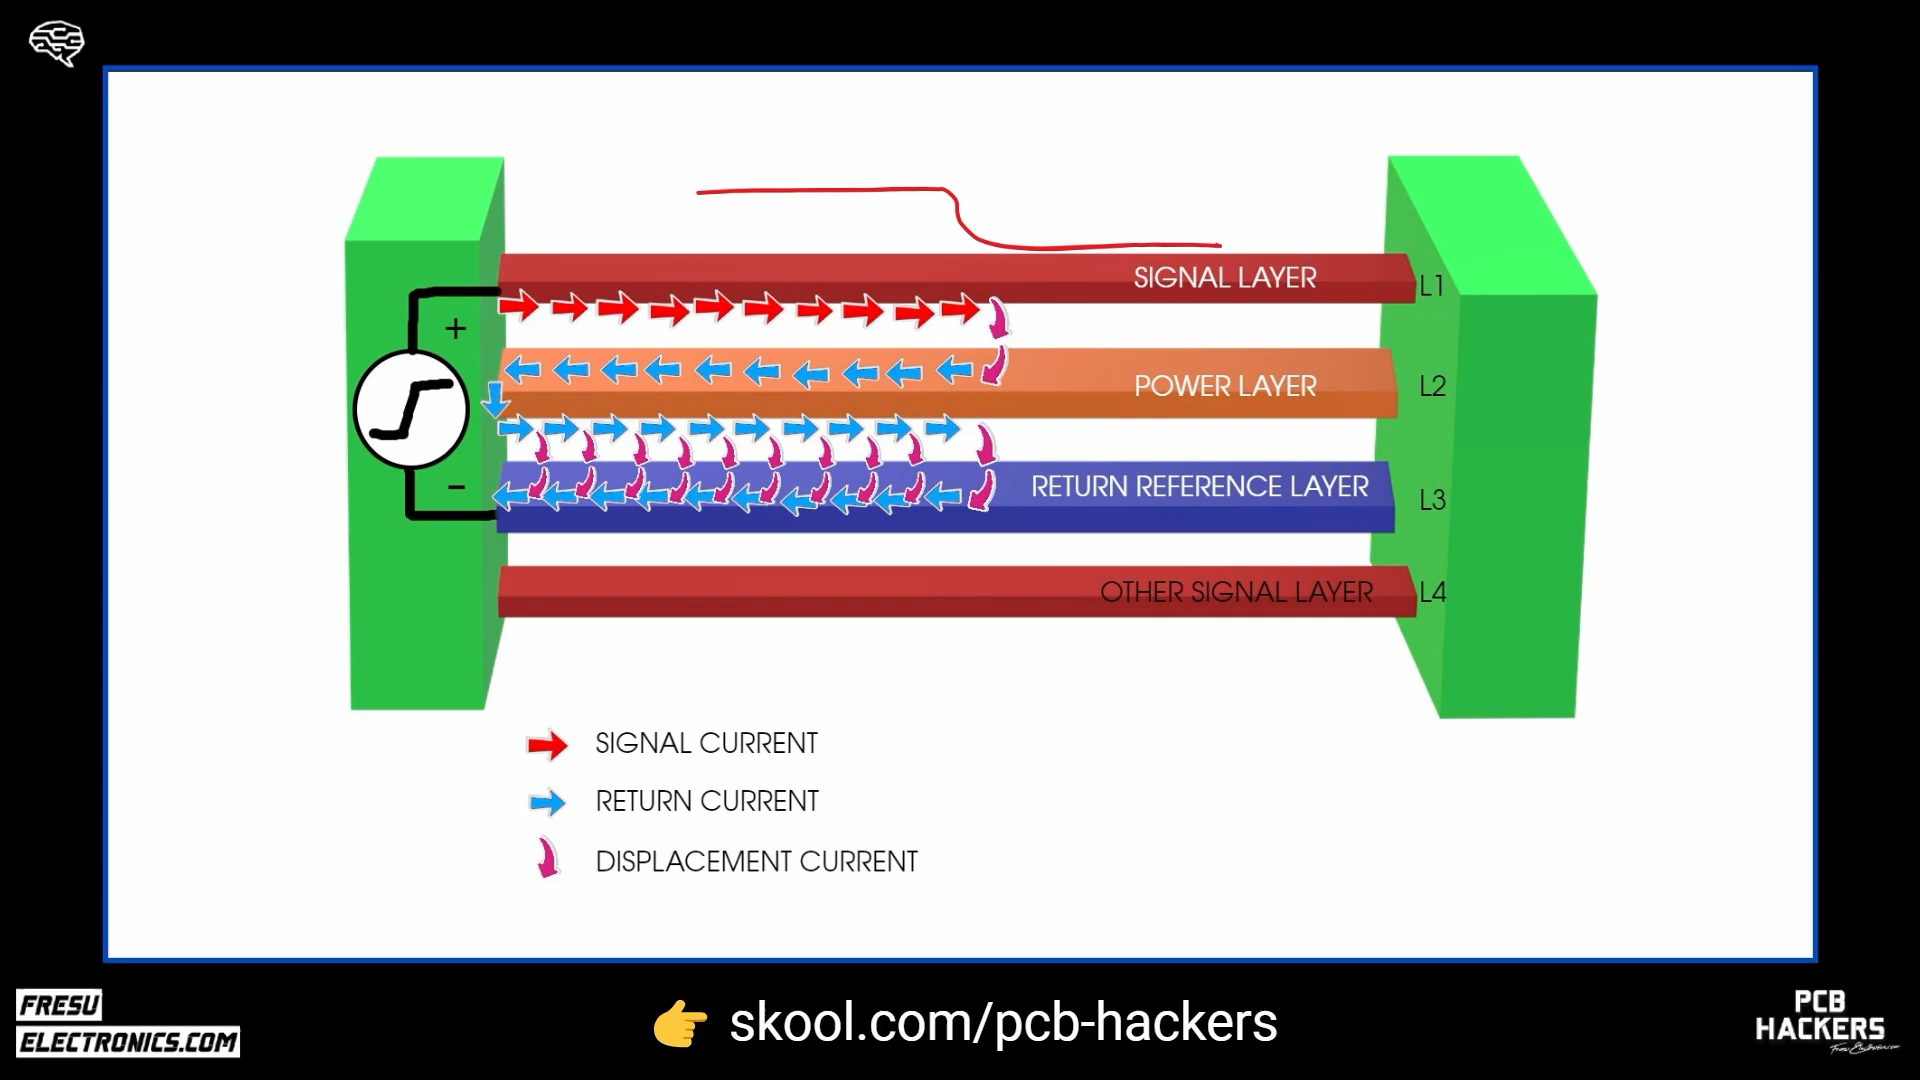 SIGNAL LAYER
L1
+
POWER LAYER
L2
-
RETURN REFERENCE LAYER
L3
OTHER SIGNAL LAYER
L4
SIGNAL CURRENT
RETURN CURRENT
DISPLACEMENT CURRENT
FRESU
ELECTRONICS.COM
👉 skool.com/pcb-hackers
PCB
HACKERS